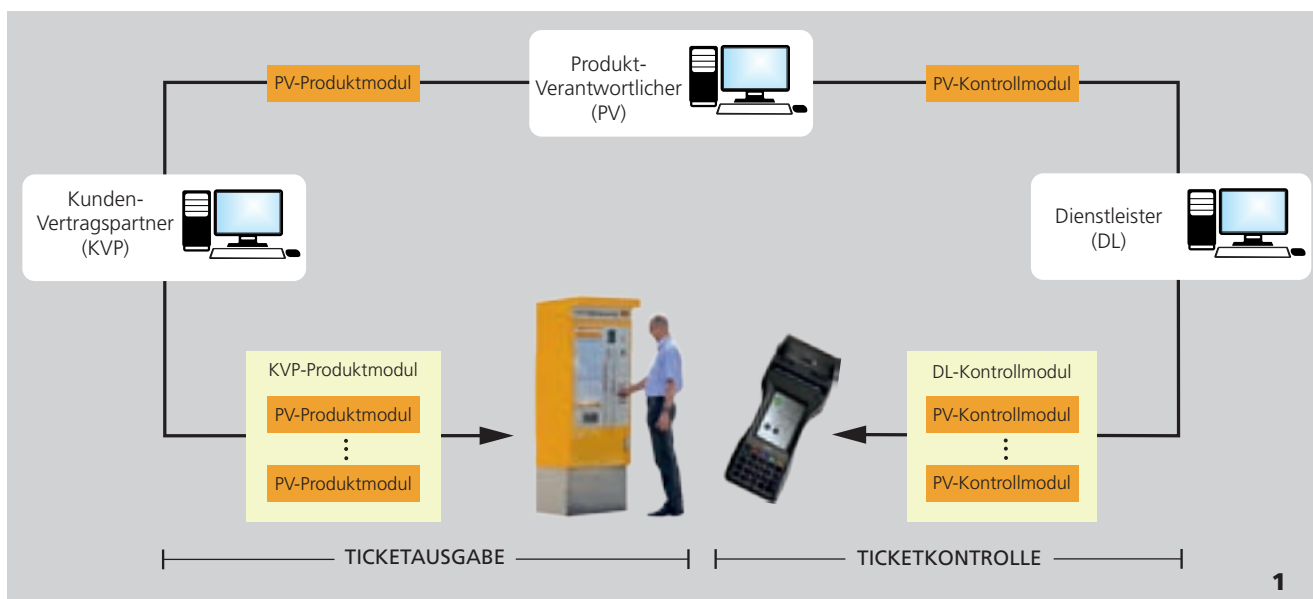 PV-Produktmodul
Produkt-
Verantwortlicher
(PV)
PV-Kontrollmodul
Kunden-
Vertragspartner
(KVP)
Dienstleister
(DL)
KVP-Produktmodul
PV-Produktmodul
PV-Produktmodul
DL-Kontrollmodul
PV-Kontrollmodul
PV-Kontrollmodul
TICKETAUSGABE
TICKETKONTROLLE
1